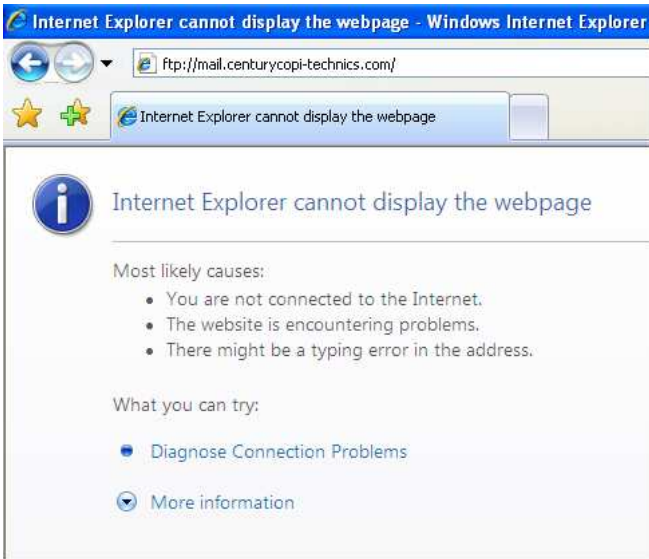 Internet Explorer cannot display the webpage - Windows Internet Explorer
ftp://mail.centurycopi-technics.com/
Internet Explorer cannot display the webpage
Internet Explorer cannot display the webpage
Most likely causes:
You are not connected to the Internet.
The website is encountering problems.
There might be a typing error in the address.
What you can try:
Diagnose Connection Problems
More information